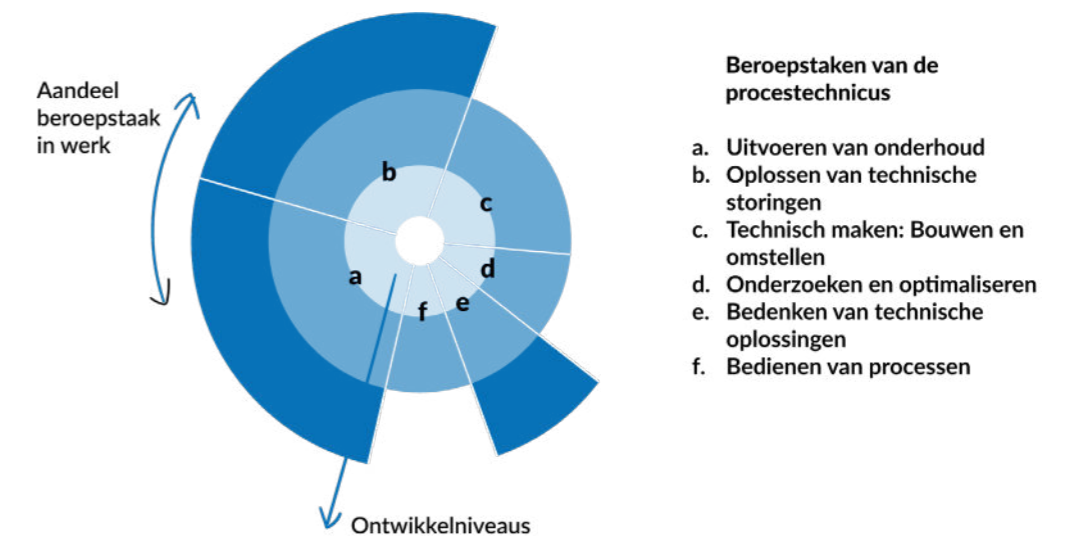 Aandeel
beroepstaak
in werk
b
c
a
d
e
f
Ontwikkelniveaus
Beroepstaken van de
procestechnicus
a. Uitvoeren van onderhoud
b. Oplossen van technische
storingen
c. Technisch maken: Bouwen en
omstellen
d. Onderzoeken en optimaliseren
e. Bedenken van technische
oplossingen
f. Bedienen van processen